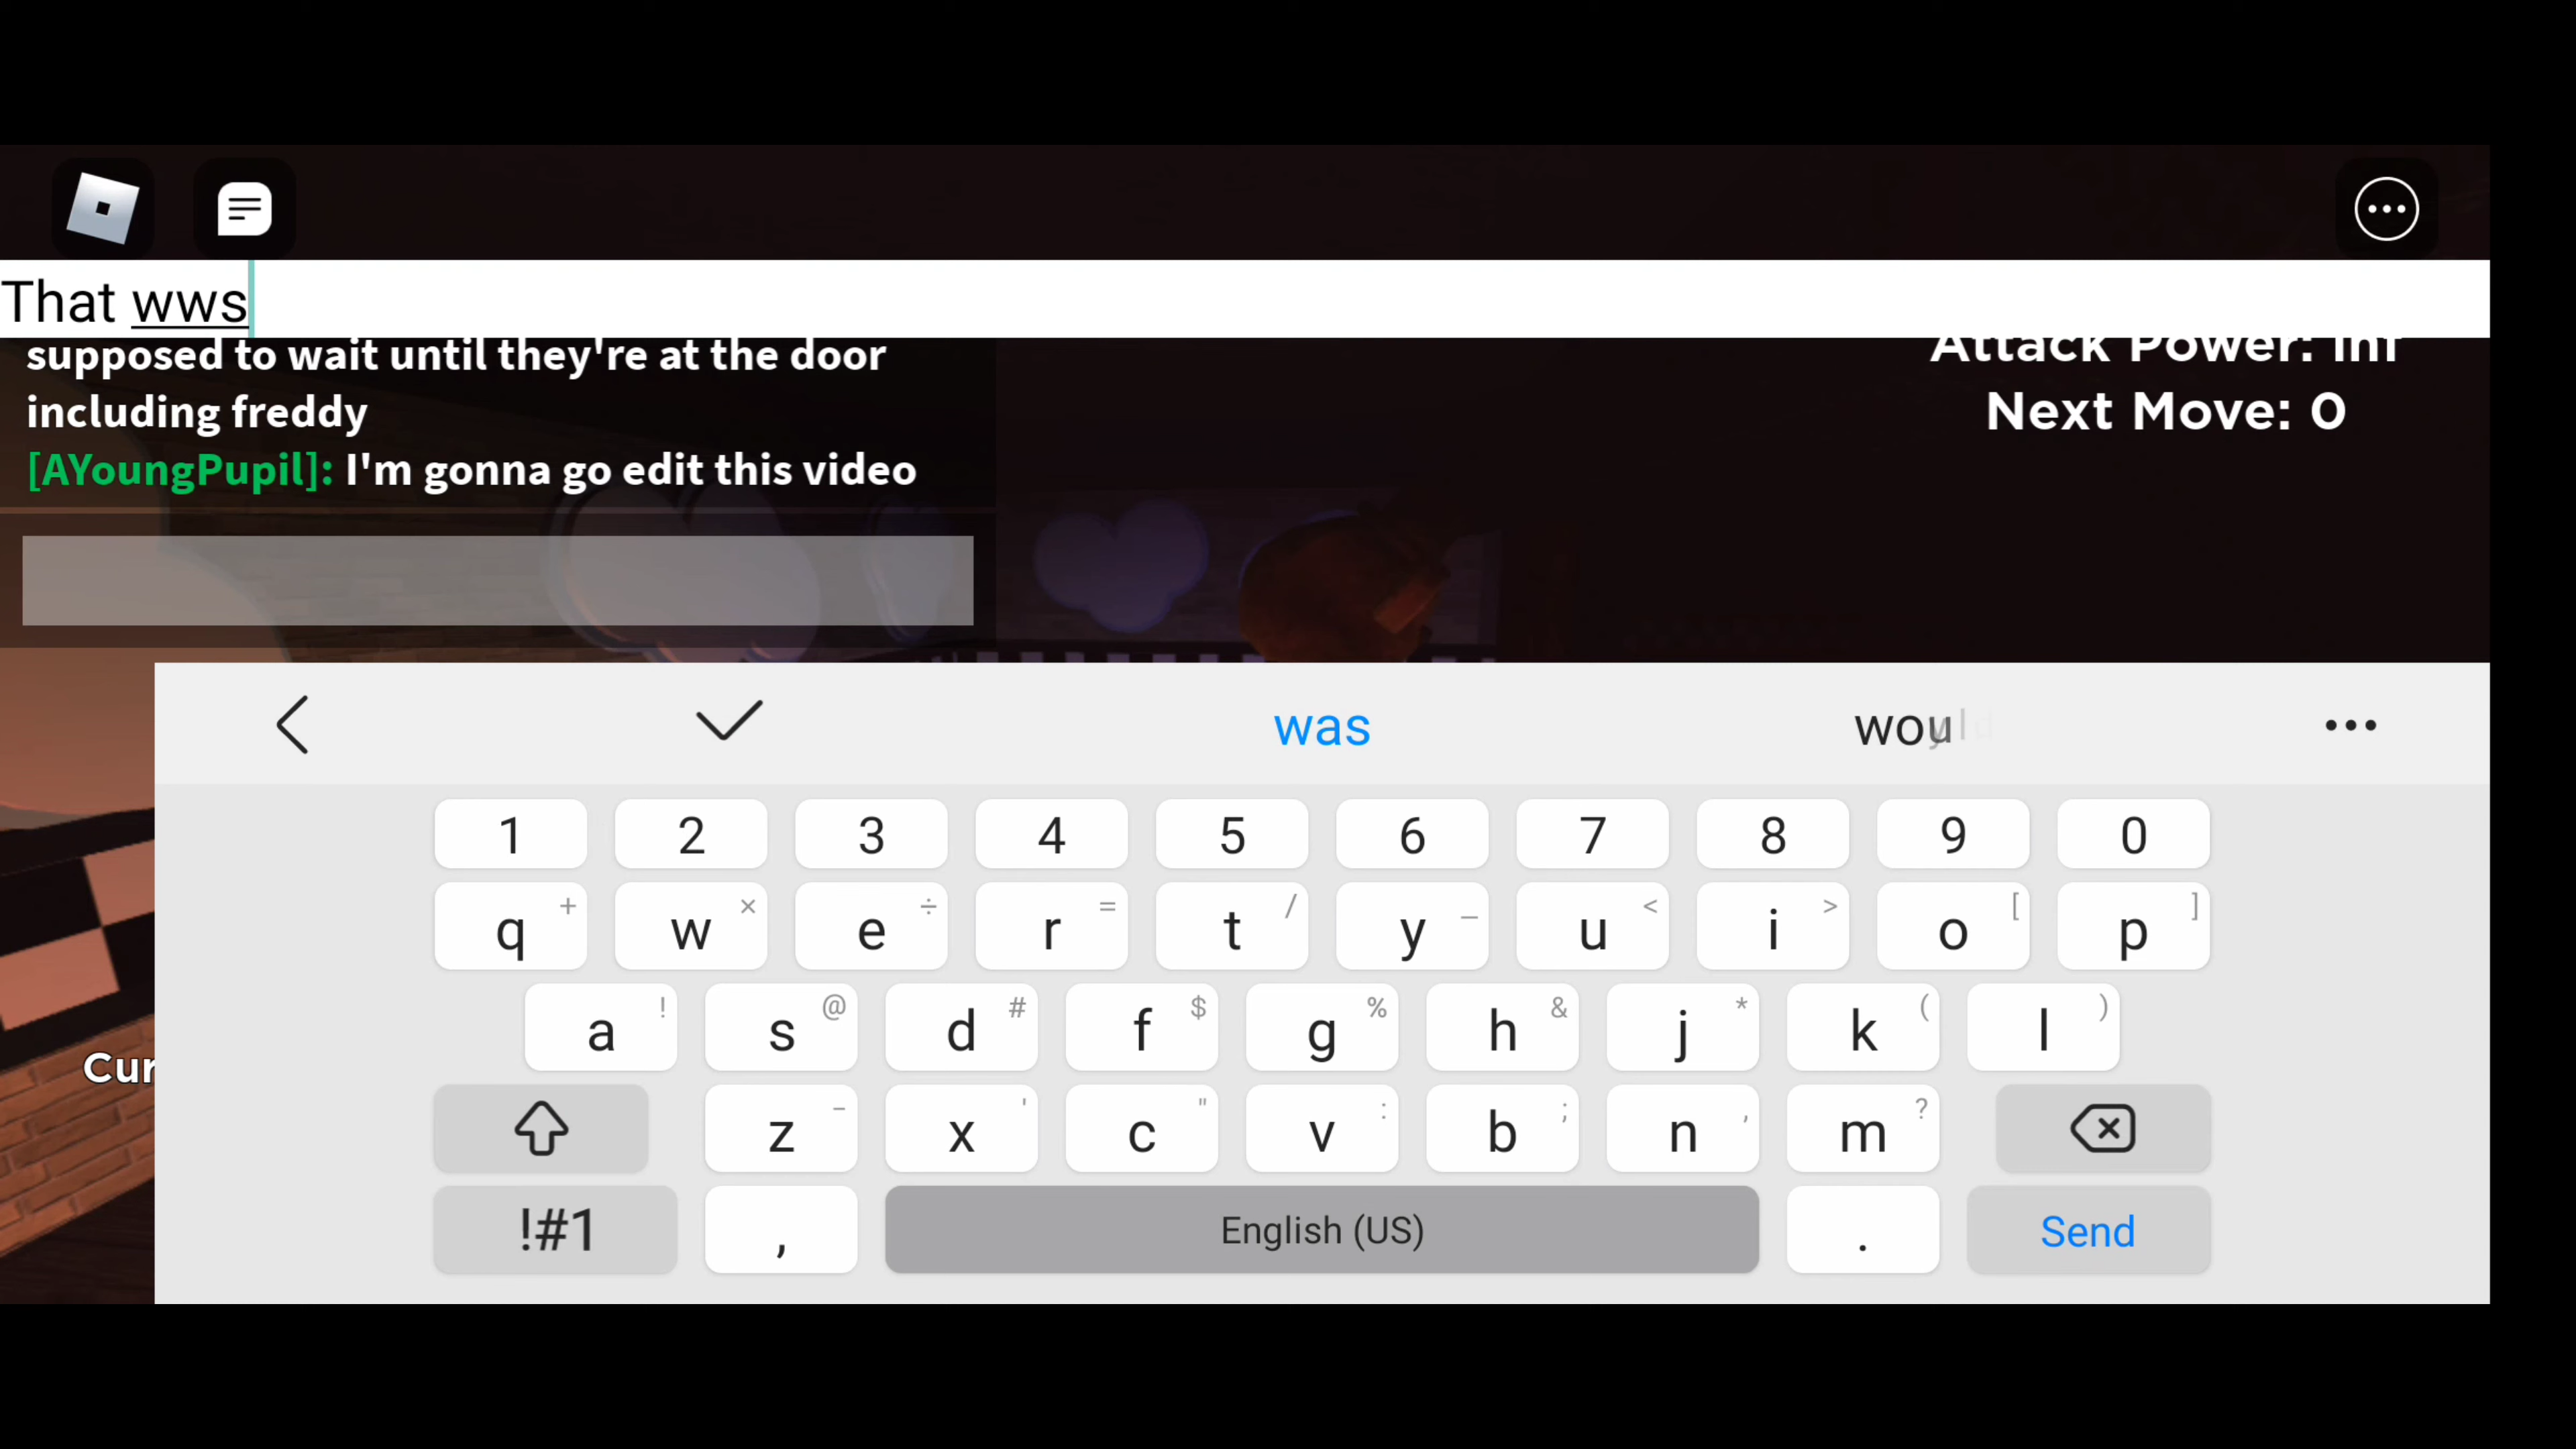 That wws
supposed to wait until they're at the door
including freddy
[AYoungPupil]: I'm gonna go edit this video
Attack Power: inf
Next Move: 0
was
would
1 2 3 4 5 6 7 8 9 0
q + w × e ÷ r = t / y _ u < i > o [ p ]
a ! s @ d # f $ g % h & j * k ( l )
z - x ' c " v : b ; n , m ?
!#1 , English (US) . Send
Cur